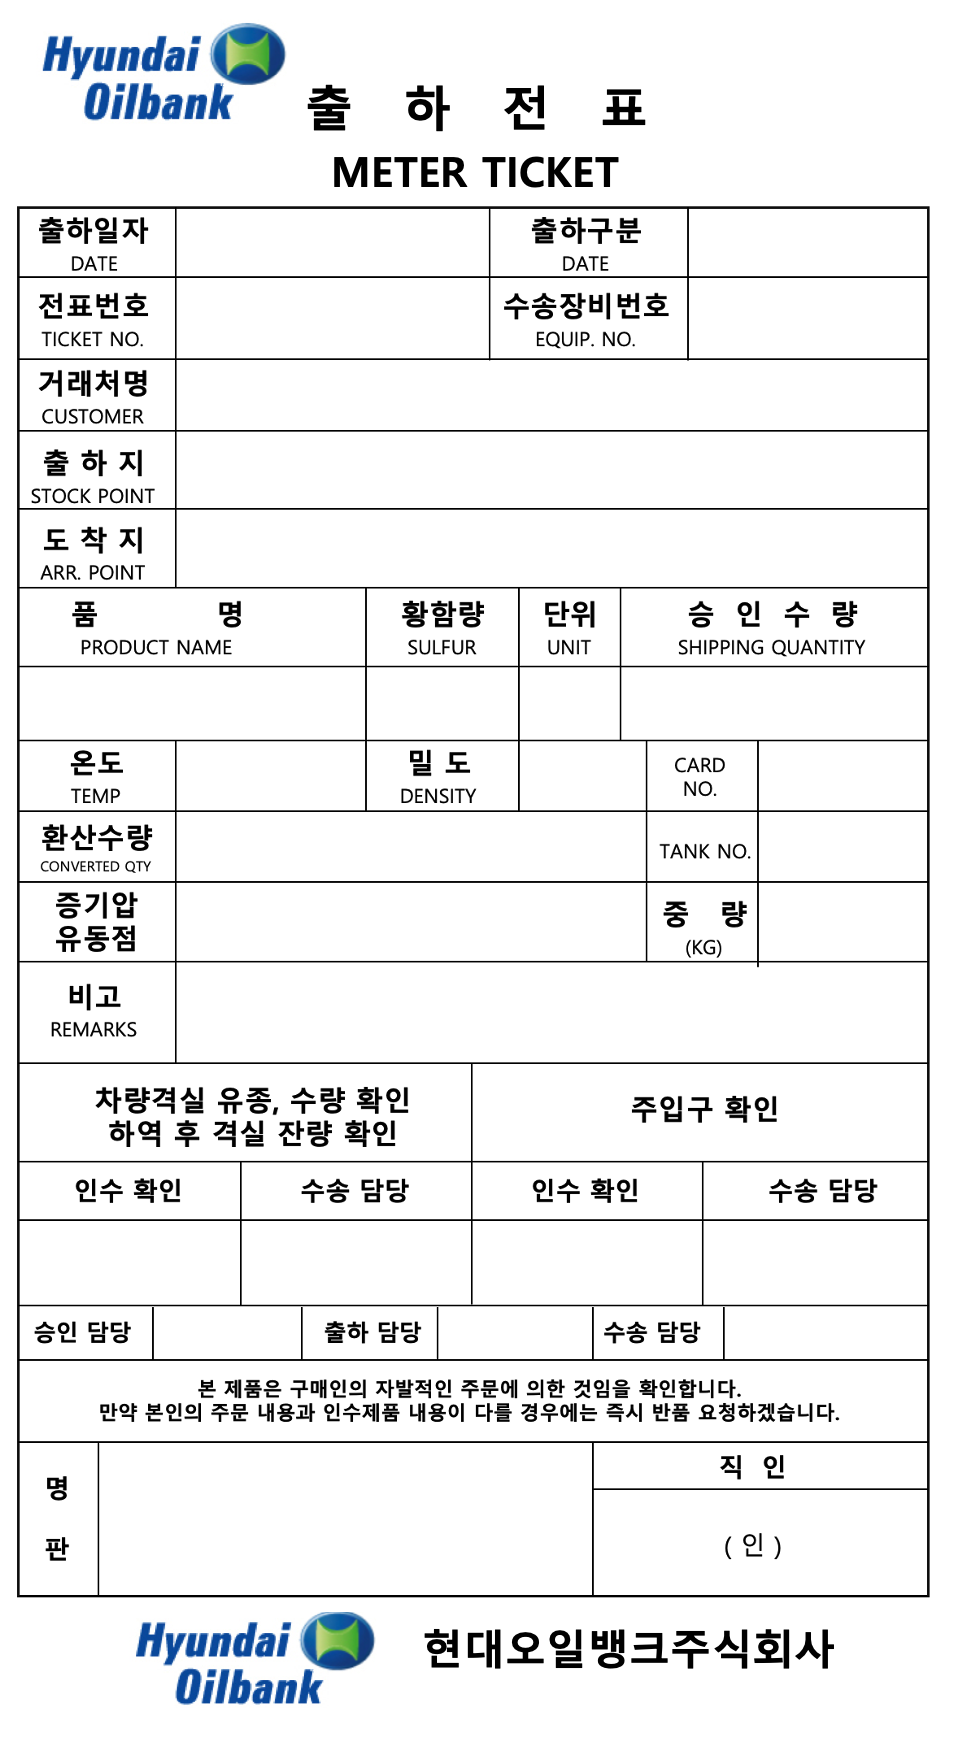 Hyundai
Oilbank
출 하 전 표
METER TICKET
출하일자 출하구분
DATE DATE
전표번호 수송장비번호
TICKET NO. EQUIP. NO.
거래처명
CUSTOMER
출 하 지
STOCK POINT
도 착 지
ARR. POINT
품 명 황함량 단위 승 인 수 량
PRODUCT NAME SULFUR UNIT SHIPPING QUANTITY
온도 밀 도 CARD
TEMP DENSITY NO.
환산수량
CONVERTED QTY TANK NO.
증기압 중 량
유동점 (KG)
비고
REMARKS
차량격실 유종, 수량 확인
하역 후 격실 잔량 확인
주입구 확인
인수 확인 수송 담당 인수 확인 수송 담당
승인 담당 출하 담당 수송 담당
본 제품은 구매인의 자발적인 주문에 의한 것임을 확인합니다.
만약 본인의 주문 내용과 인수제품 내용이 다를 경우에는 즉시 반품 요청하겠습니다.
직 인
명
판
( 인 )
Hyundai
Oilbank
현대오일뱅크주식회사